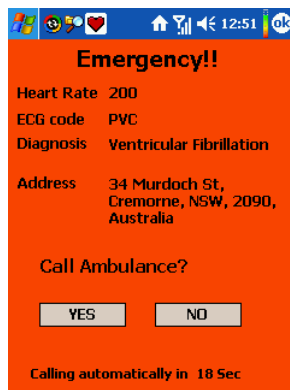 12:51 ok
Emergency!!
Heart Rate 200
ECG code PVC
Diagnosis Ventricular Fibrillation
Address 34 Murdoch St,
Cremorne, NSW, 2090,
Australia
Call Ambulance?
YES NO
Calling automatically in 18 Sec